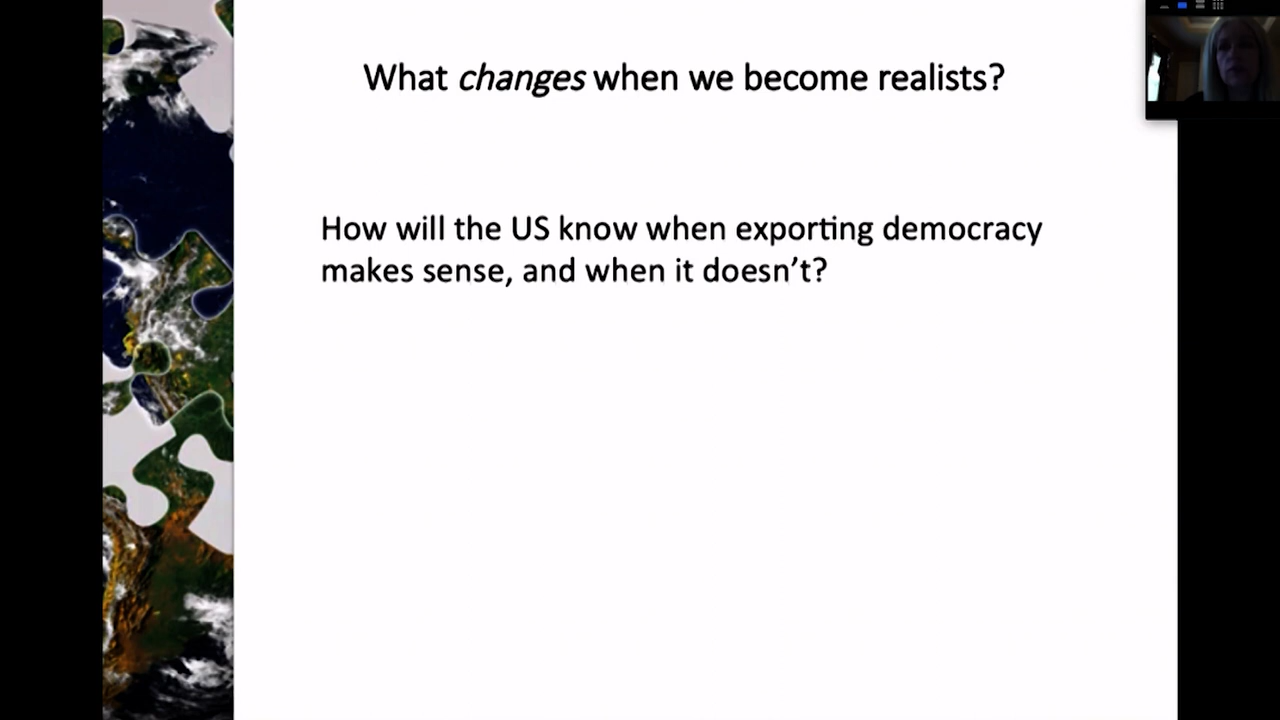 What changes when we become realists?
How will the US know when exporting democracy
makes sense, and when it doesn’t?